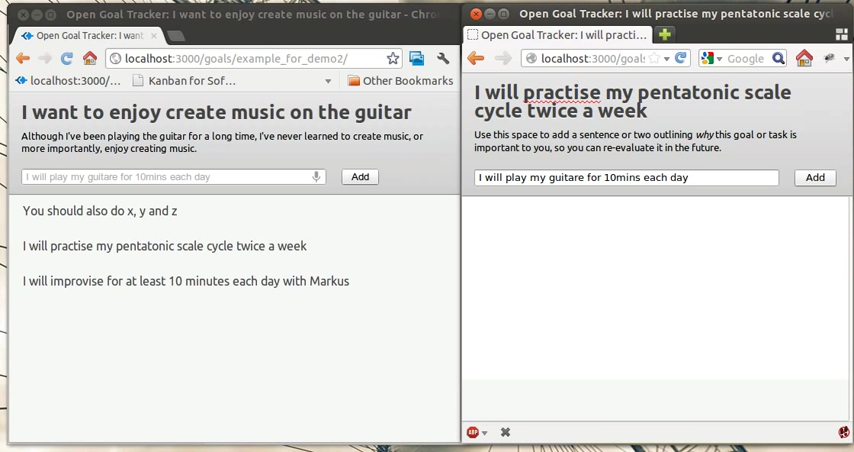 Open Goal Tracker: I want to enjoy create music on the guitar - Chro
Open Goal Tracker: I want
localhost:3000/goals/example_for_demo2/
localhost:3000/...
Kanban for Sof...
Other Bookmarks
I want to enjoy create music on the guitar
Although I've been playing the guitar for a long time, I've never learned to create music, or
more importantly, enjoy creating music.
I will play my guitare for 10mins each day
Add
You should also do x, y and z
I will practise my pentatonic scale cycle twice a week
I will improvise for at least 10 minutes each day with Markus
Open Goal Tracker: I will practise my pentatonic scale cycl
Open Goal Tracker: I will practi...
localhost:3000/goals
Google
I will practise my pentatonic scale
cycle twice a week
Use this space to add a sentence or two outlining why this goal or task is
important to you, so you can re-evaluate it in the future.
I will play my guitare for 10mins each day
Add
ABP